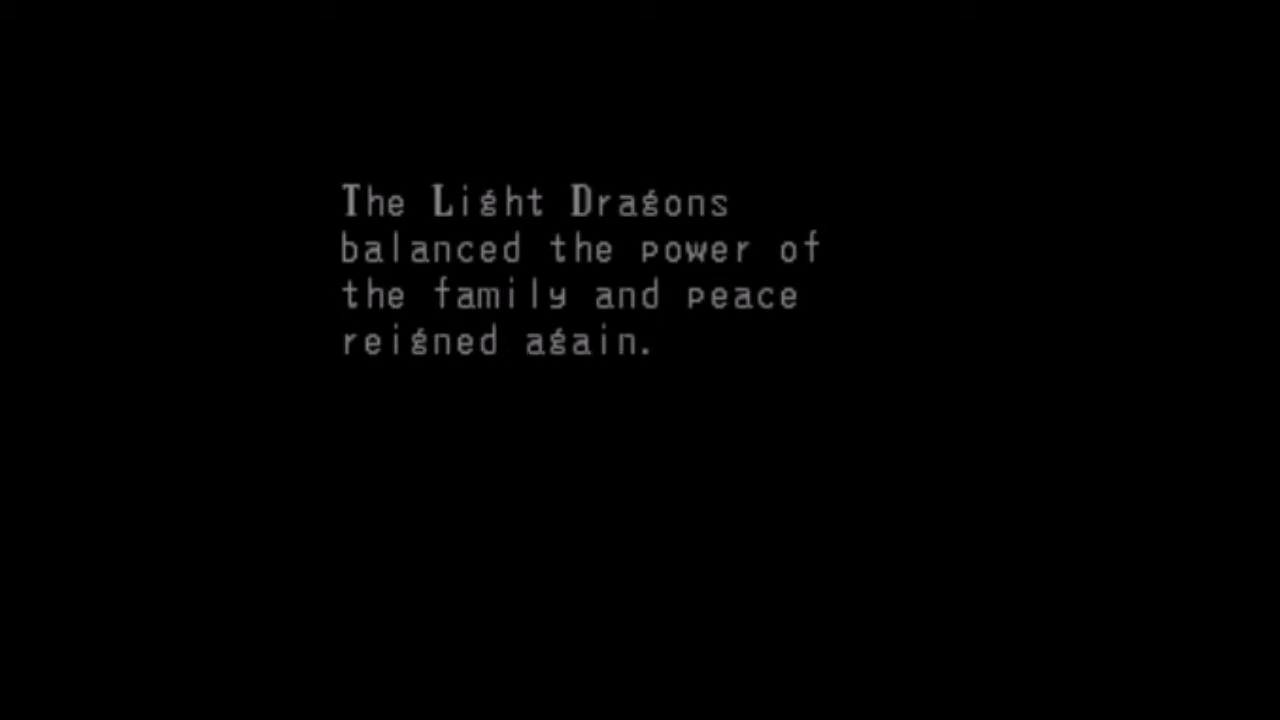 The Light Dragons
balanced the power of
the family and peace
reigned again.